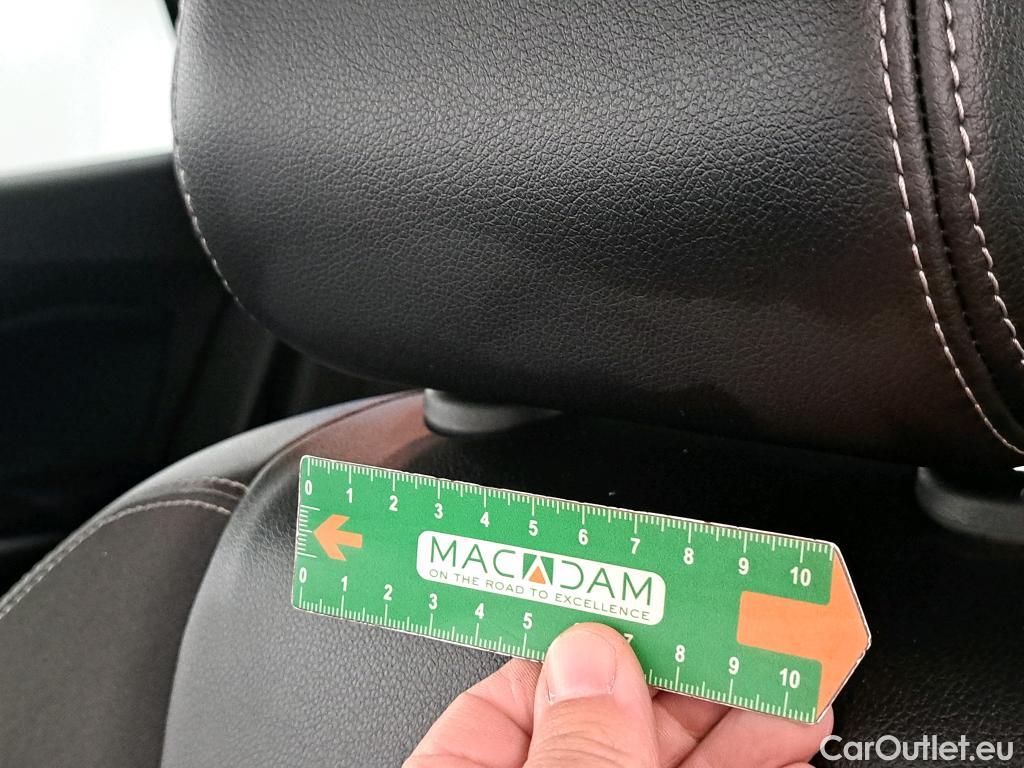 0 1 2 3 4 5 6 7 8 9 10
MACADAM
ON THE ROAD TO EXCELLENCE
0 1 2 3 4 5 7 8 9 10
CarOutlet.eu